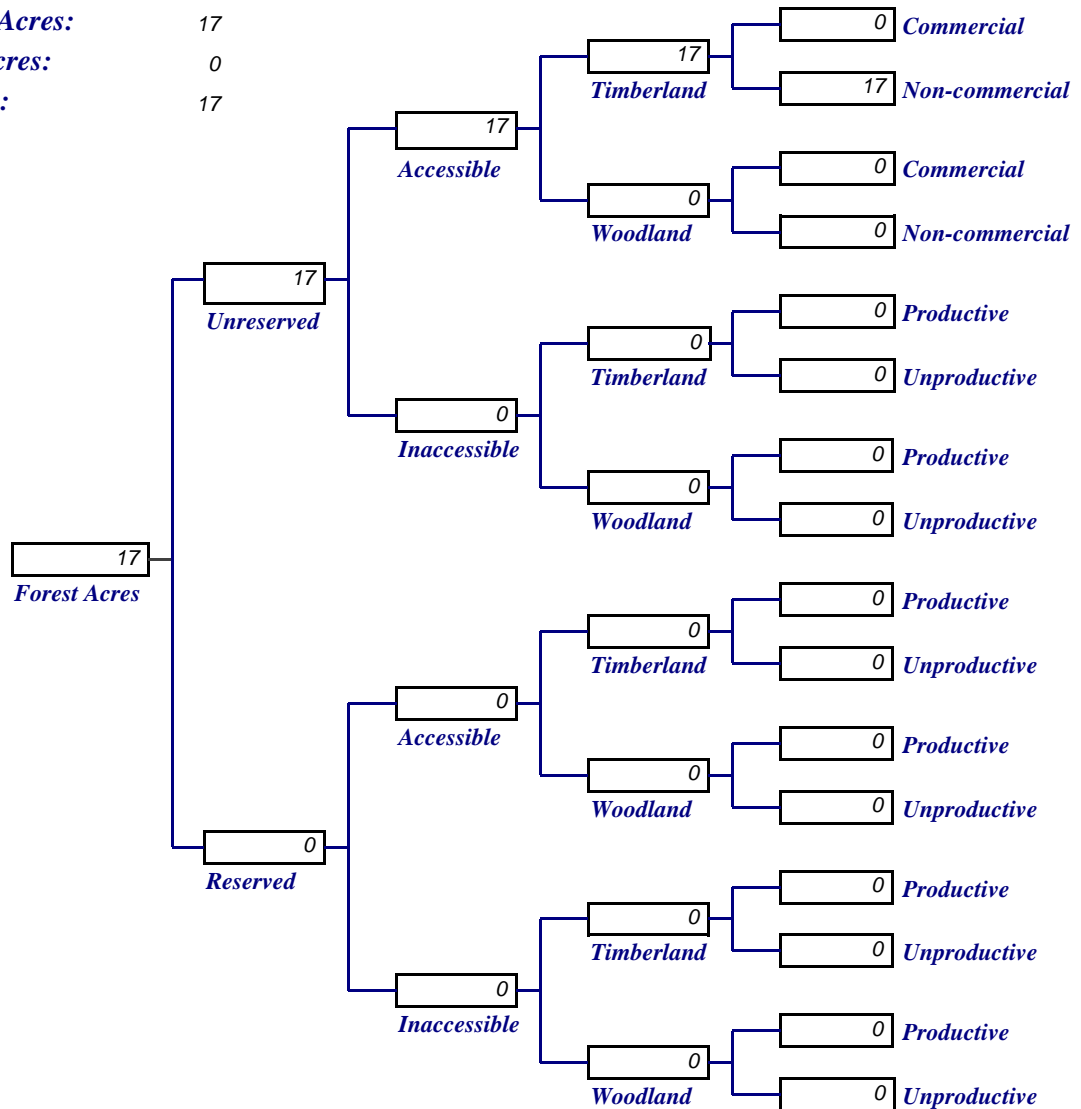 Acres: 17
cres: 0
: 17
0 Commercial
17
Timberland
17 Non-commercial
17
Accessible
0 Commercial
0
Woodland
0 Non-commercial
17
Unreserved
0 Productive
0
Timberland
0 Unproductive
0
Inaccessible
0 Productive
0
Woodland
0 Unproductive
17
Forest Acres
0 Productive
0
Timberland
0 Unproductive
0
Accessible
0 Productive
0
Woodland
0 Unproductive
0
Reserved
0 Productive
0
Timberland
0 Unproductive
0
Inaccessible
0 Productive
0
Woodland
0 Unproductive